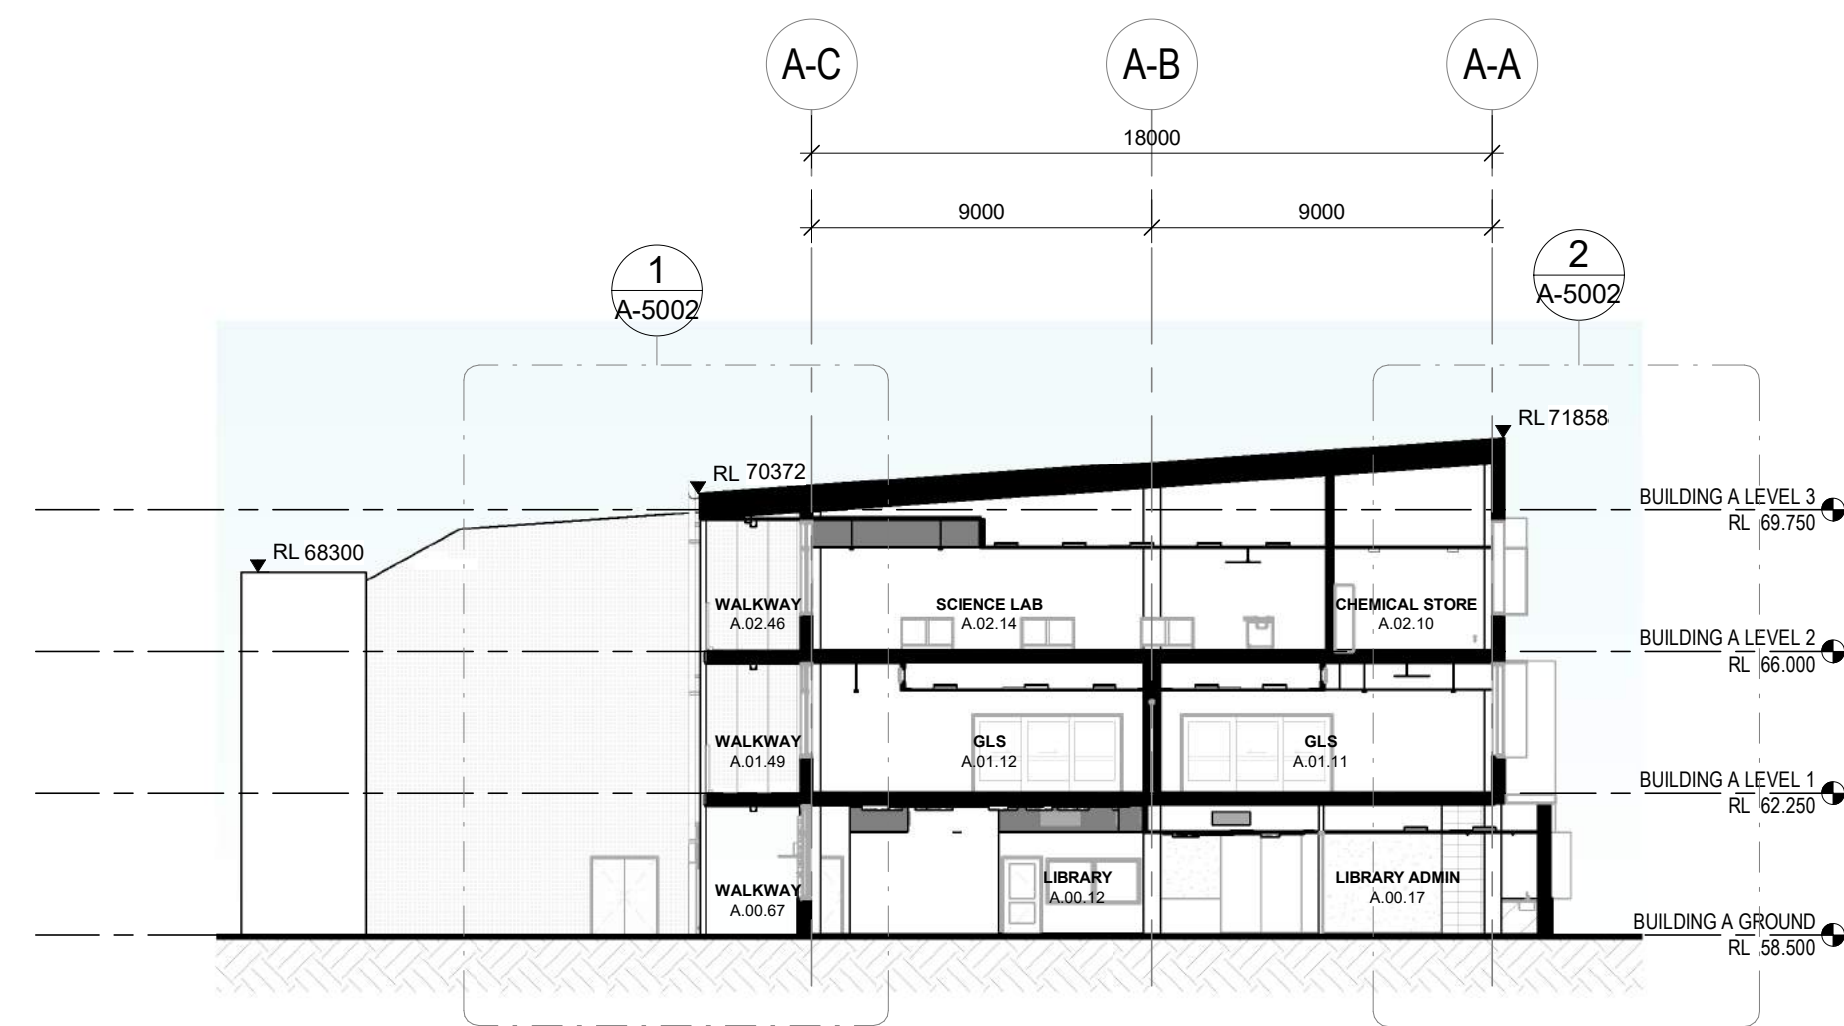 A-C
A-B
A-A
18000
9000
9000
1
A-5002
2
A-5002
RL 71858
RL 70372
BUILDING A LEVEL 3
RL 69.750
RL 68300
WALKWAY
A.02.46
SCIENCE LAB
A.02.14
CHEMICAL STORE
A.02.10
BUILDING A LEVEL 2
RL 66.000
WALKWAY
A.01.49
GLS
A.01.12
GLS
A.01.11
BUILDING A LEVEL 1
RL 62.250
WALKWAY
A.00.67
LIBRARY
A.00.12
LIBRARY ADMIN
A.00.17
BUILDING A GROUND
RL 58.500